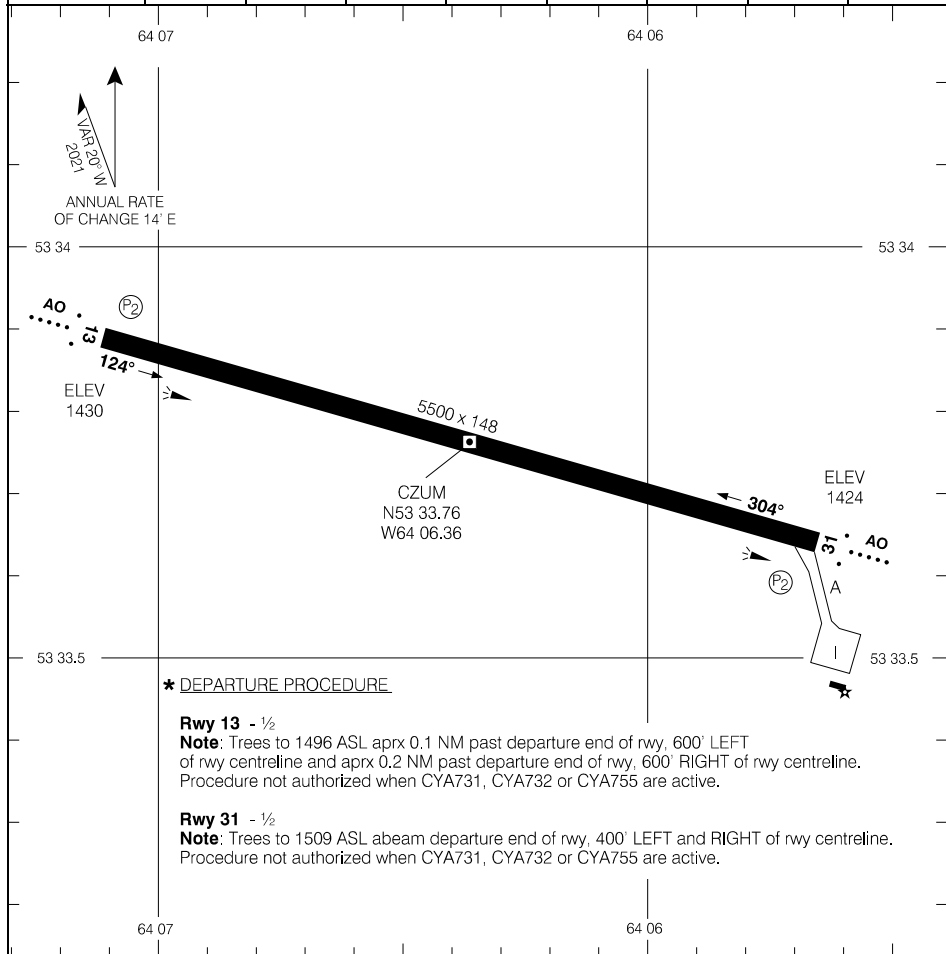 64 07
64 06
VAR 20° W
2021
ANNUAL RATE
OF CHANGE 14' E
53 34
53 34
AO
P2
13
124°
ELEV
1430
5500 x 148
CZUM
N53 33.76
W64 06.36
ELEV
1424
304°
31
AO
P2
A
I
53 33.5
53 33.5
* DEPARTURE PROCEDURE
Rwy 13 - ½
Note: Trees to 1496 ASL aprx 0.1 NM past departure end of rwy, 600' LEFT
of rwy centreline and aprx 0.2 NM past departure end of rwy, 600' RIGHT of rwy centreline.
Procedure not authorized when CYA731, CYA732 or CYA755 are active.
Rwy 31 - ½
Note: Trees to 1509 ASL abeam departure end of rwy, 400' LEFT and RIGHT of rwy centreline.
Procedure not authorized when CYA731, CYA732 or CYA755 are active.
64 07
64 06